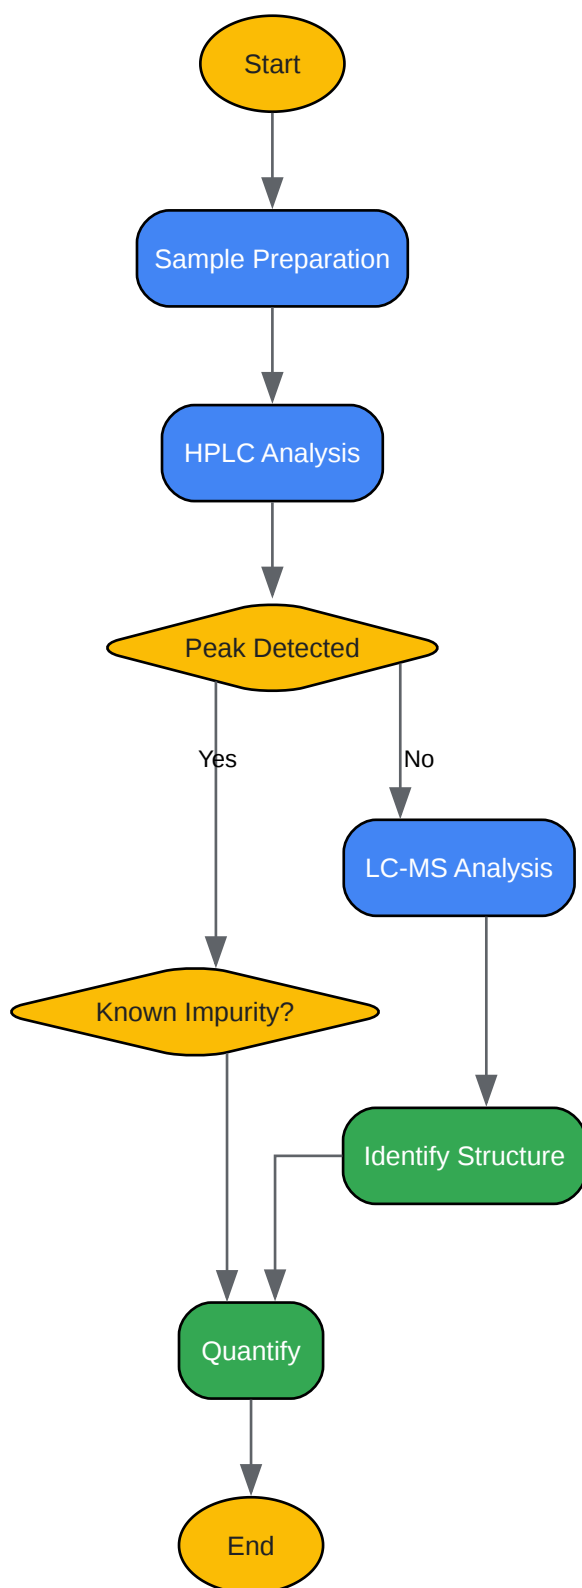 Start
Sample Preparation
HPLC Analysis
Peak Detected
Yes
No
LC-MS Analysis
Known Impurity?
Identify Structure
Quantify
End